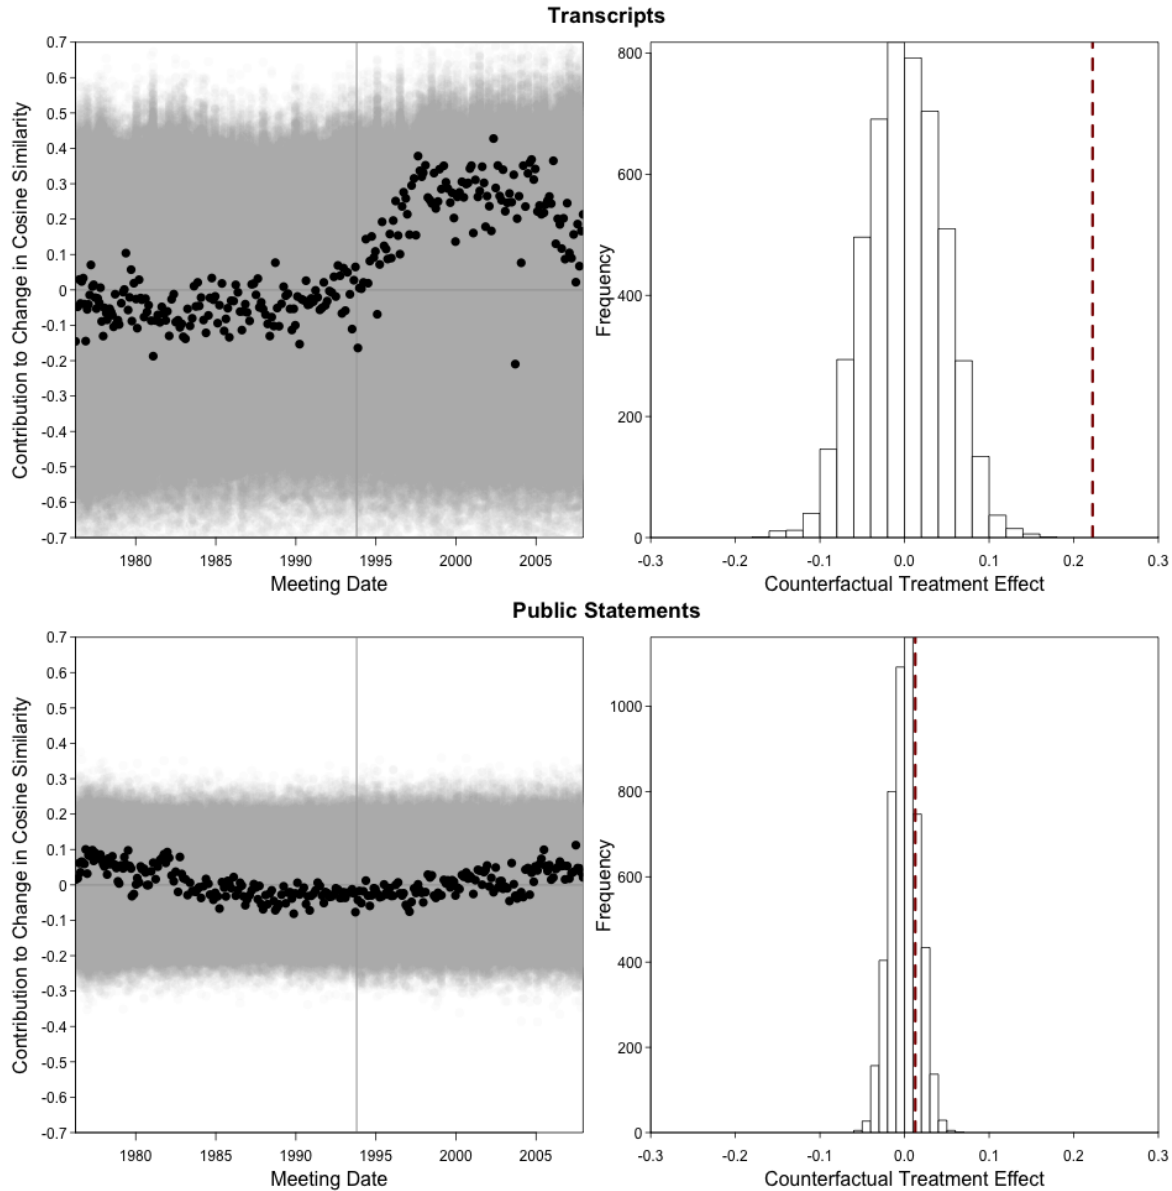 Transcripts
0.7
0.6
0.5
0.4
0.3
0.2
0.1
0
-0.1
-0.2
-0.3
-0.4
-0.5
-0.6
-0.7
Contribution to Change in Cosine Similarity
1980 1985 1990 1995 2000 2005
Meeting Date
800
600
400
200
0
Frequency
-0.3 -0.1 0.0 0.1 0.2 0.3
Counterfactual Treatment Effect
Public Statements
0.7
0.6
0.5
0.4
0.3
0.2
0.1
0
-0.1
-0.2
-0.3
-0.4
-0.5
-0.6
-0.7
Contribution to Change in Cosine Similarity
1980 1985 1990 1995 2000 2005
Meeting Date
1000
800
600
400
200
0
Frequency
-0.3 -0.1 0.0 0.1 0.2 0.3
Counterfactual Treatment Effect